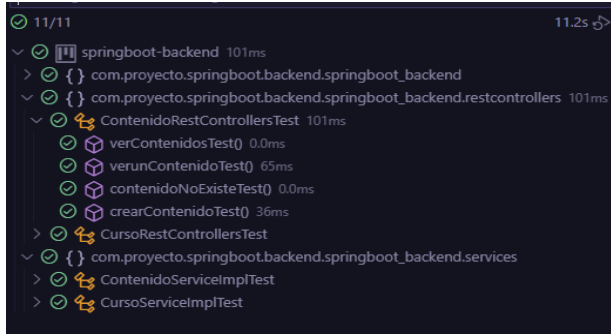 11/11 11.2s
springboot-backend 101ms
{ } com.proyecto.springboot.backend.springboot_backend
{ } com.proyecto.springboot.backend.springboot_backend.restcontrollers 101ms
ContenidoRestControllersTest 101ms
verContenidosTest() 0.0ms
verunContenidoTest() 65ms
contenidoNoExisteTest() 0.0ms
crearContenidoTest() 36ms
CursoRestControllersTest
{ } com.proyecto.springboot.backend.springboot_backend.services
ContenidoServiceImplTest
CursoServiceImplTest